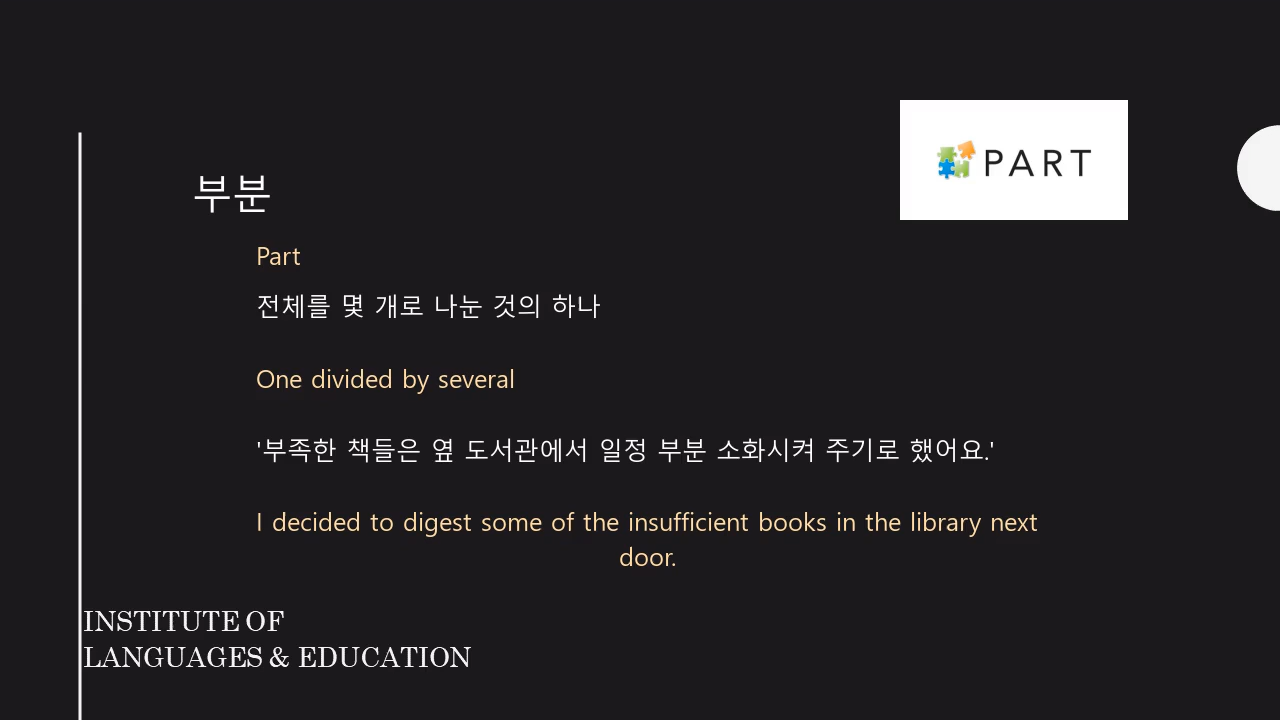 PART
부분
Part
전체를 몇 개로 나눈 것의 하나
One divided by several
'부족한 책들은 옆 도서관에서 일정 부분 소화시켜 주기로 했어요.'
I decided to digest some of the insufficient books in the library next
door.
INSTITUTE OF
LANGUAGES & EDUCATION